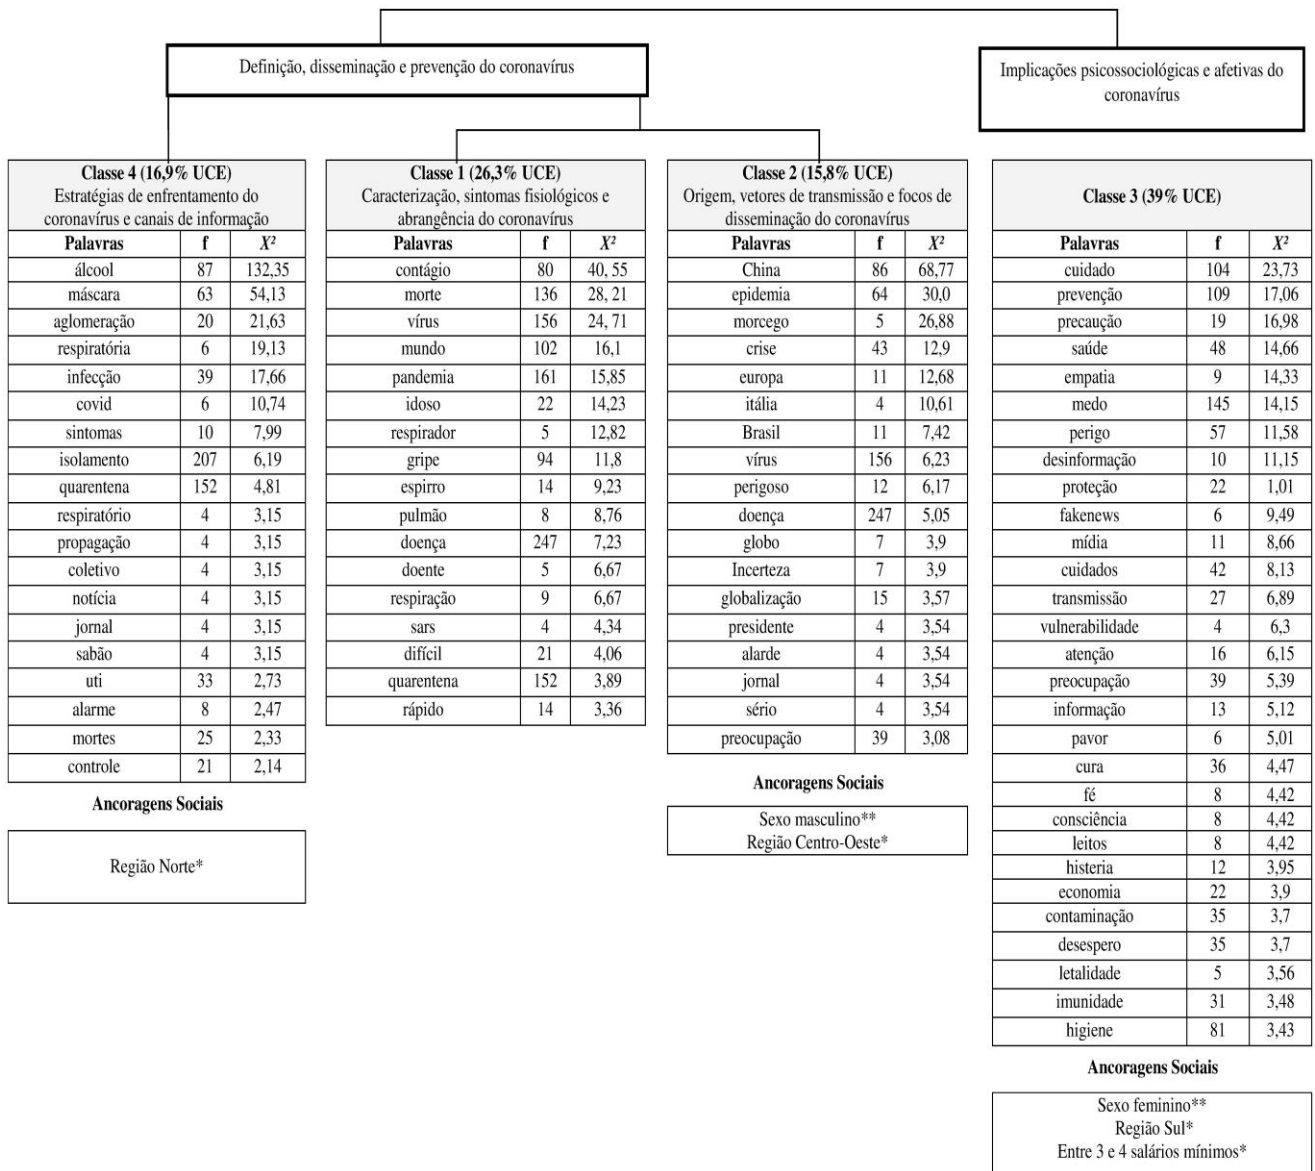 Definição, disseminação e prevenção do coronavírus
Implicações psicossociológicas e afetivas do
coronavírus
Classe 4 (16,9% UCE)
Estratégias de enfrentamento do
coronavírus e canais de informação
Palavras f X²
álcool 87 132,35
máscara 63 54,13
aglomeração 20 21,63
respiratória 6 19,13
infecção 39 17,66
covid 6 10,74
sintomas 10 7,99
isolamento 207 6,19
quarentena 152 4,81
respiratório 4 3,15
propagação 4 3,15
coletivo 4 3,15
notícia 4 3,15
jornal 4 3,15
sabão 4 3,15
uti 33 2,73
alarme 8 2,47
mortes 25 2,33
controle 21 2,14
Ancoragens Sociais
Região Norte*
Classe 1 (26,3% UCE)
Caracterização, sintomas fisiológicos e
abrangência do coronavírus
Palavras f X²
contágio 80 40, 55
morte 136 28, 21
vírus 156 24, 71
mundo 102 16,1
pandemia 161 15,85
idoso 22 14,23
respirador 5 12,82
gripe 94 11,8
espirro 14 9,23
pulmão 8 8,76
doença 247 7,23
doente 5 6,67
respiração 9 6,67
sars 4 4,34
difícil 21 4,06
quarentena 152 3,89
rápido 14 3,36
Classe 2 (15,8% UCE)
Origem, vetores de transmissão e focos de
disseminação do coronavírus
Palavras f X²
China 86 68,77
epidemia 64 30,0
morcego 5 26,88
crise 43 12,9
europa 11 12,68
itália 4 10,61
Brasil 11 7,42
vírus 156 6,23
perigoso 12 6,17
doença 247 5,05
globo 7 3,9
Incerteza 7 3,9
globalização 15 3,57
presidente 4 3,54
alarde 4 3,54
jornal 4 3,54
sério 4 3,54
preocupação 39 3,08
Ancoragens Sociais
Sexo masculino**
Região Centro-Oeste*
Classe 3 (39% UCE)
Palavras f X²
cuidado 104 23,73
prevenção 109 17,06
precaução 19 16,98
saúde 48 14,66
empatia 9 14,33
medo 145 14,15
perigo 57 11,58
desinformação 10 11,15
proteção 22 1,01
fakenews 6 9,49
mídia 11 8,66
cuidados 42 8,13
transmissão 27 6,89
vulnerabilidade 4 6,3
atenção 16 6,15
preocupação 39 5,39
informação 13 5,12
pavor 6 5,01
cura 36 4,47
fé 8 4,42
consciência 8 4,42
leitos 8 4,42
histeria 12 3,95
economia 22 3,9
contaminação 35 3,7
desespero 35 3,7
letalidade 5 3,56
imunidade 31 3,48
higiene 81 3,43
Ancoragens Sociais
Sexo feminino**
Região Sul*
Entre 3 e 4 salários mínimos*